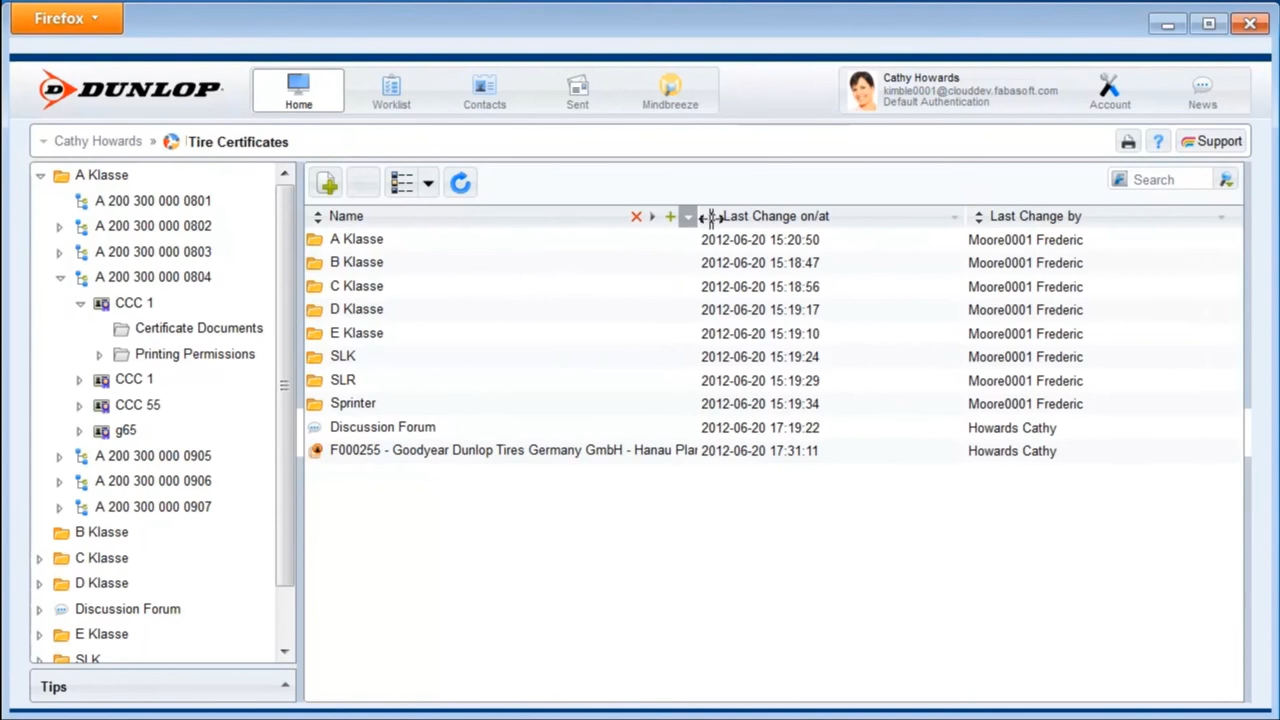 Firefox
DUNLOP
Home
Worklist
Contacts
Sent
Mindbreeze
Cathy Howards
kimble0001@clouddev.fabasoft.com
Default Authentication
Account
News
Cathy Howards » Tire Certificates
Support
A Klasse
A 200 300 000 0801
A 200 300 000 0802
A 200 300 000 0803
A 200 300 000 0804
CCC 1
Certificate Documents
Printing Permissions
CCC 1
CCC 55
g65
A 200 300 000 0905
A 200 300 000 0906
A 200 300 000 0907
B Klasse
C Klasse
D Klasse
Discussion Forum
E Klasse
SLK
Tips
Search
Name Last Change on/at Last Change by
A Klasse 2012-06-20 15:20:50 Moore0001 Frederic
B Klasse 2012-06-20 15:18:47 Moore0001 Frederic
C Klasse 2012-06-20 15:18:56 Moore0001 Frederic
D Klasse 2012-06-20 15:19:17 Moore0001 Frederic
E Klasse 2012-06-20 15:19:10 Moore0001 Frederic
SLK 2012-06-20 15:19:24 Moore0001 Frederic
SLR 2012-06-20 15:19:29 Moore0001 Frederic
Sprinter 2012-06-20 15:19:34 Moore0001 Frederic
Discussion Forum 2012-06-20 17:19:22 Howards Cathy
F000255 - Goodyear Dunlop Tires Germany GmbH - Hanau Plar 2012-06-20 17:31:11 Howards Cathy